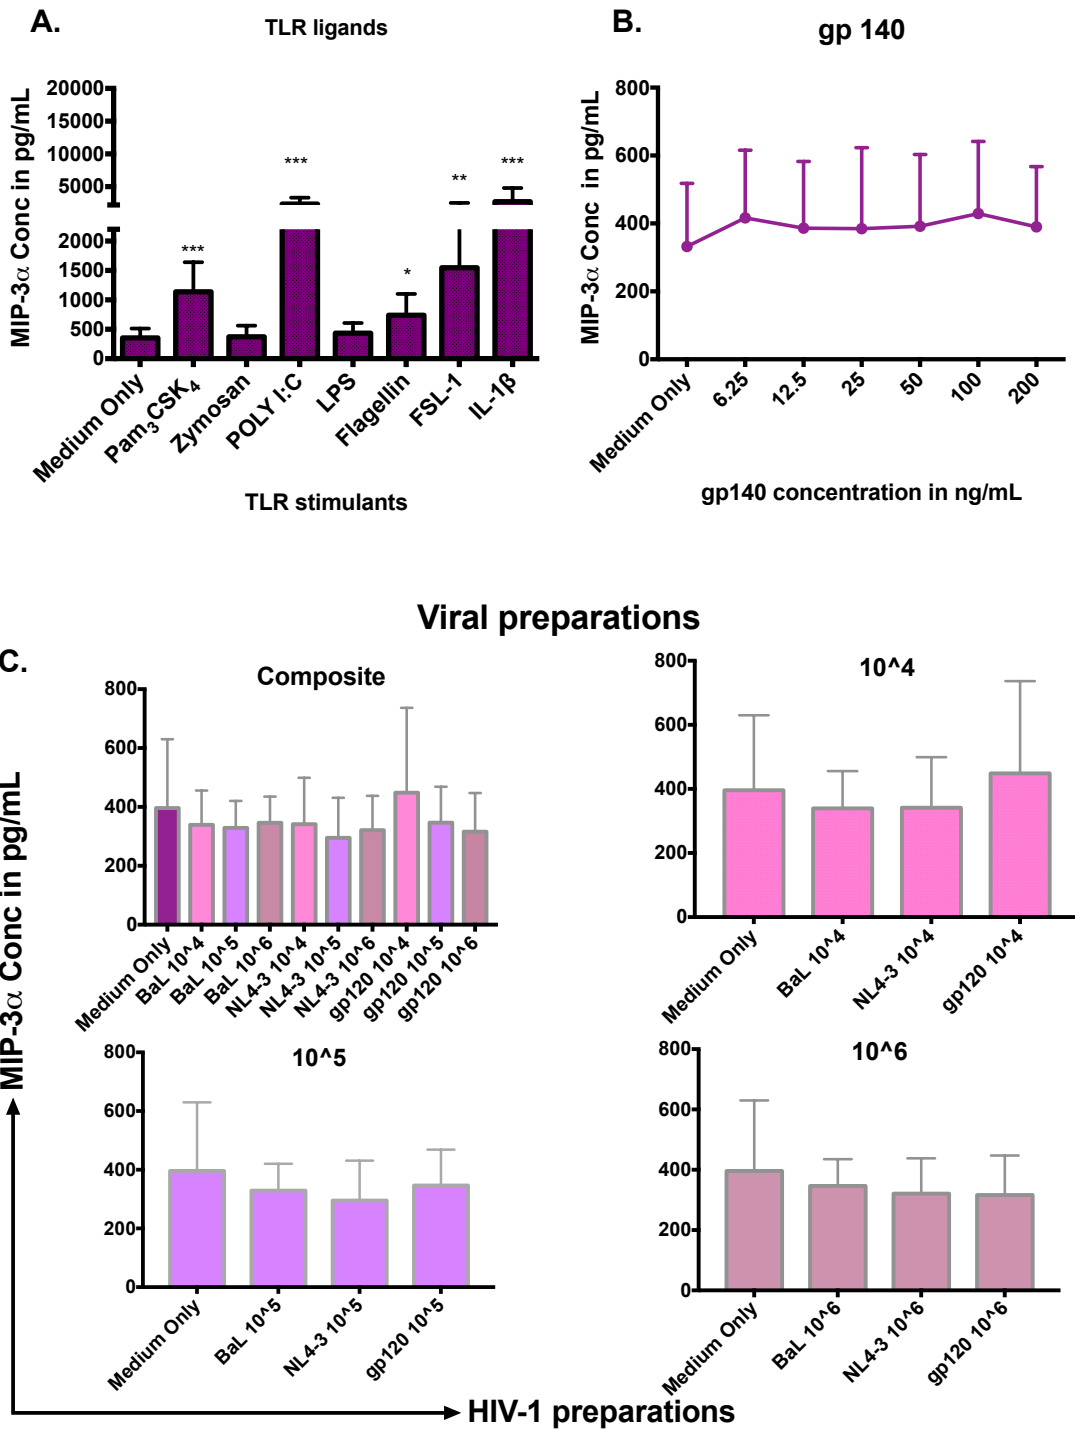 A.
TLR ligands
MIP-3α Conc in pg/mL
20000
15000
10000
5000
2000
1500
1000
500
0
***
***
*
**
***
Medium Only
Pam3CSK4
Zymosan
POLY I:C
LPS
Flagellin
FSL-1
IL-1β
TLR stimulants
B.
gp 140
MIP-3α Conc in pg/mL
800
600
400
200
0
Medium Only
6.25
12.5
25
50
100
200
gp140 concentration in ng/mL
Viral preparations
C.
MIP-3α Conc in pg/mL
Composite
800
600
400
200
0
Medium Only
BaL 10^4
BaL 10^5
BaL 10^6
NL4-3 10^4
NL4-3 10^5
NL4-3 10^6
gp120 10^4
gp120 10^5
gp120 10^6
10^4
800
600
400
200
0
Medium Only
BaL 10^4
NL4-3 10^4
gp120 10^4
10^5
800
600
400
200
0
Medium Only
BaL 10^5
NL4-3 10^5
gp120 10^5
10^6
800
600
400
200
0
Medium Only
BaL 10^6
NL4-3 10^6
gp120 10^6
HIV-1 preparations